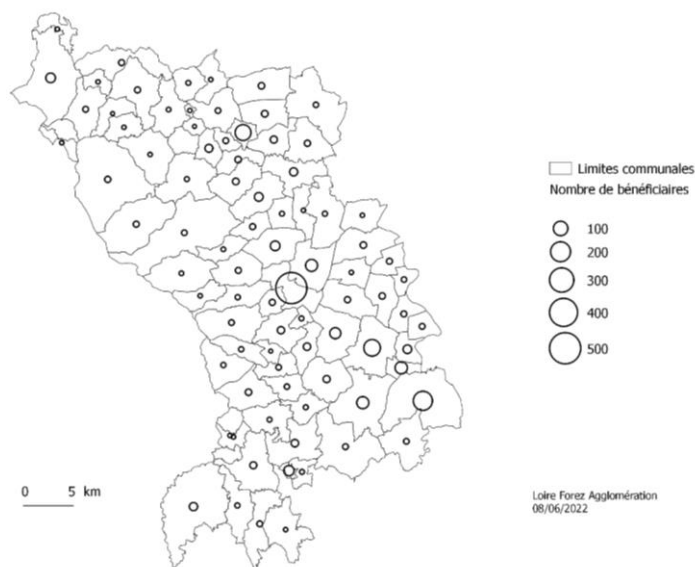 Limites communales
Nombre de bénéficiaires
100
200
300
400
500
0 5 km
Loire Forez Agglomération
08/06/2022